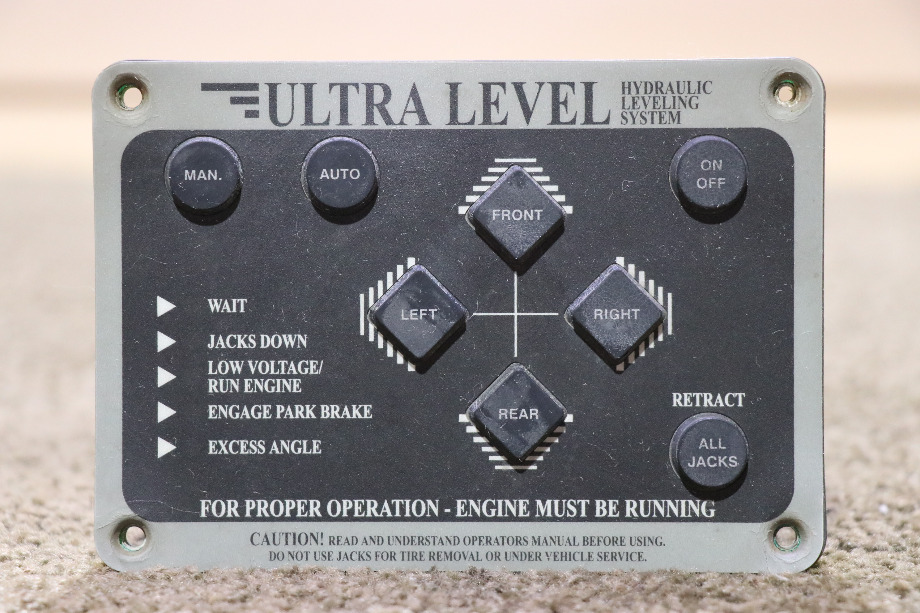 ULTRA LEVEL
HYDRAULIC
LEVELING
SYSTEM
MAN.
AUTO
ON
OFF
FRONT
LEFT
RIGHT
REAR
WAIT
JACKS DOWN
LOW VOLTAGE/
RUN ENGINE
ENGAGE PARK BRAKE
EXCESS ANGLE
RETRACT
ALL
JACKS
FOR PROPER OPERATION - ENGINE MUST BE RUNNING
CAUTION! READ AND UNDERSTAND OPERATORS MANUAL BEFORE USING.
DO NOT USE JACKS FOR TIRE REMOVAL OR UNDER VEHICLE SERVICE.